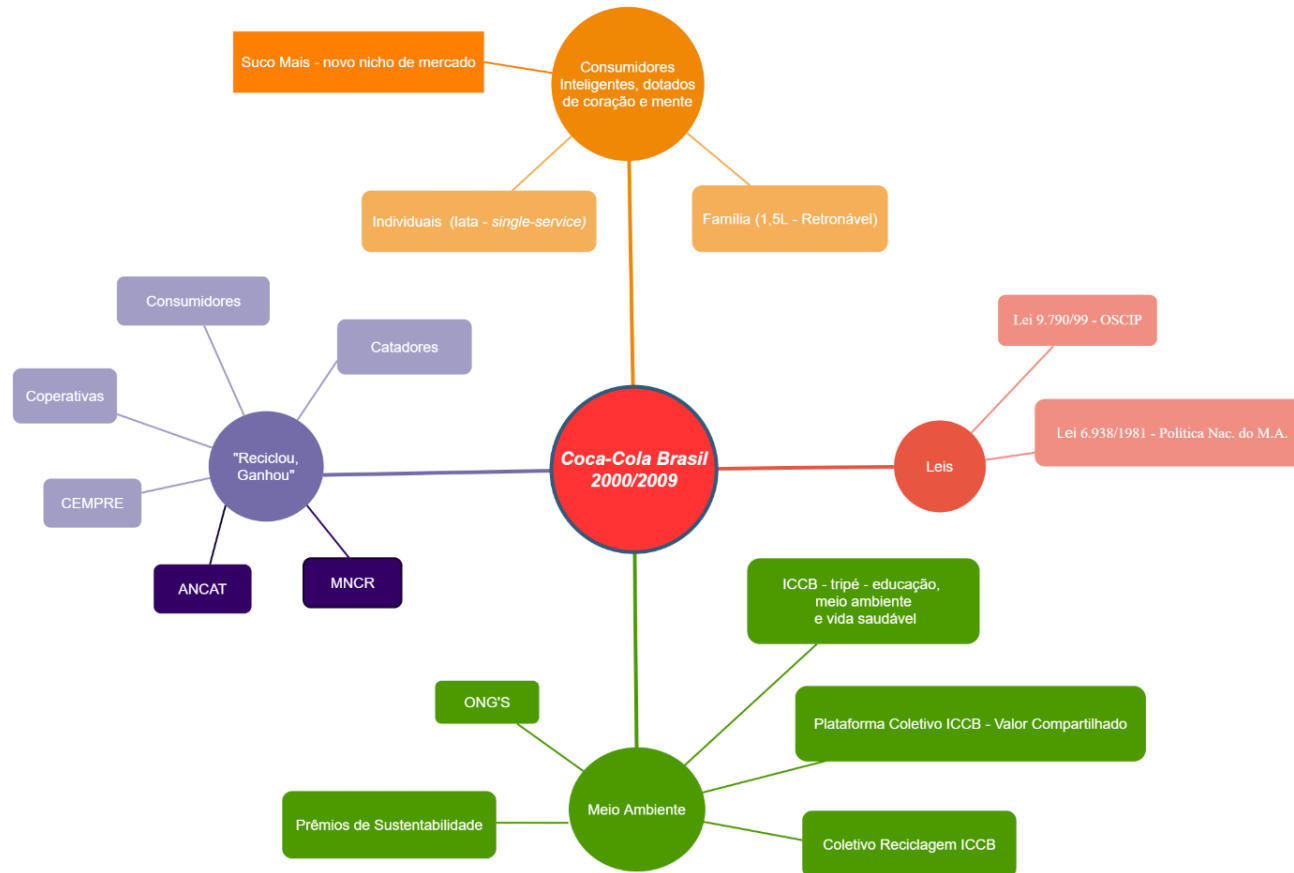 Suco Mais - novo nicho de mercado
Consumidores
Inteligentes, dotados
de coração e mente
Individuais  (lata - single-service)
Família (1,5L - Retronável)
Consumidores
Catadores
Coperativas
"Reciclou,
Ganhou"
CEMPRE
ANCAT
MNCR
Coca-Cola Brasil
2000/2009
Lei 9.790/99 - OSCIP
Lei 6.938/1981 - Política Nac. do M.A.
Leis
ICCB - tripé - educação,
meio ambiente
e vida saudável
ONG'S
Plataforma Coletivo ICCB - Valor Compartilhado
Meio Ambiente
Prêmios de Sustentabilidade
Coletivo Reciclagem ICCB